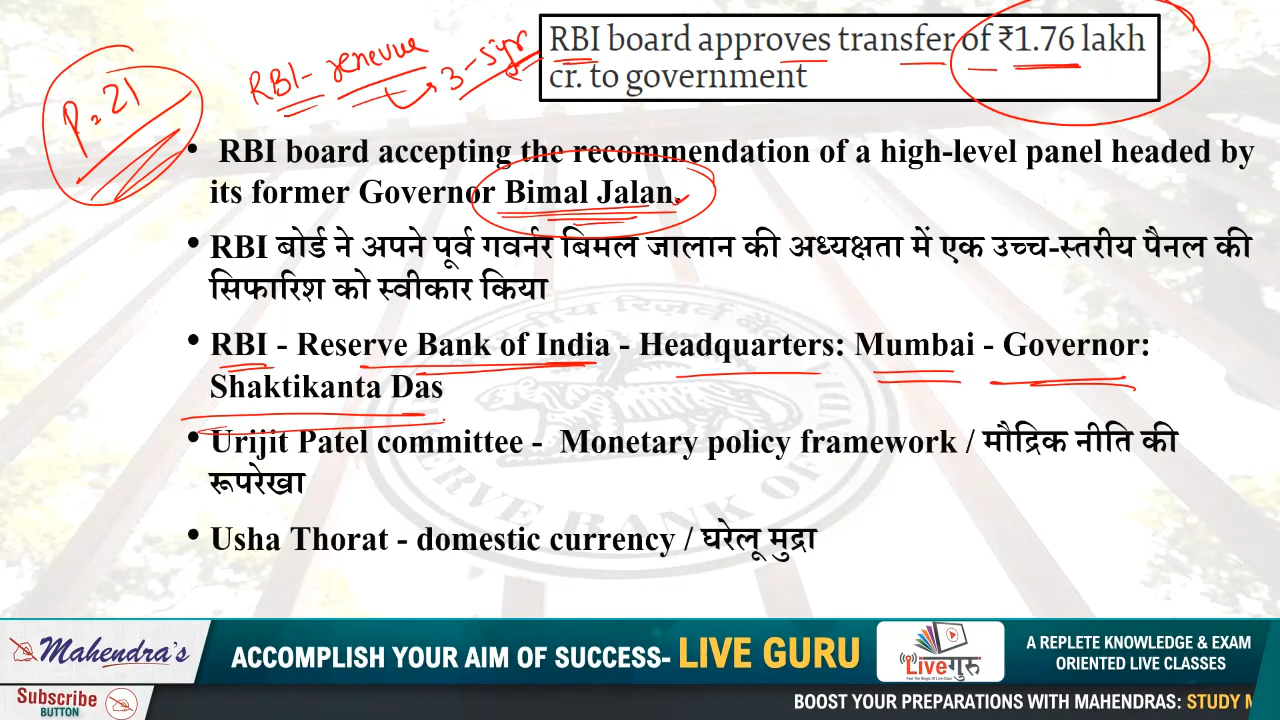 RBI board approves transfer of ₹1.76 lakh
cr. to government
RBI - renevue
3-5yr
P. 21
• RBI board accepting the recommendation of a high-level panel headed by
its former Governor Bimal Jalan.
• RBI बोर्ड ने अपने पूर्व गवर्नर बिमल जालान की अध्यक्षता में एक उच्च-स्तरीय पैनल की
सिफारिश को स्वीकार किया
• RBI - Reserve Bank of India - Headquarters: Mumbai - Governor:
Shaktikanta Das
• Urijit Patel committee - Monetary policy framework / मौद्रिक नीति की
रूपरेखा
• Usha Thorat - domestic currency / घरेलू मुद्रा
Mahendra's
ACCOMPLISH YOUR AIM OF SUCCESS- LIVE GURU
Liveगुरु
A REPLETE KNOWLEDGE & EXAM
ORIENTED LIVE CLASSES
Subscribe
BUTTON
BOOST YOUR PREPARATIONS WITH MAHENDRAS: STUDY